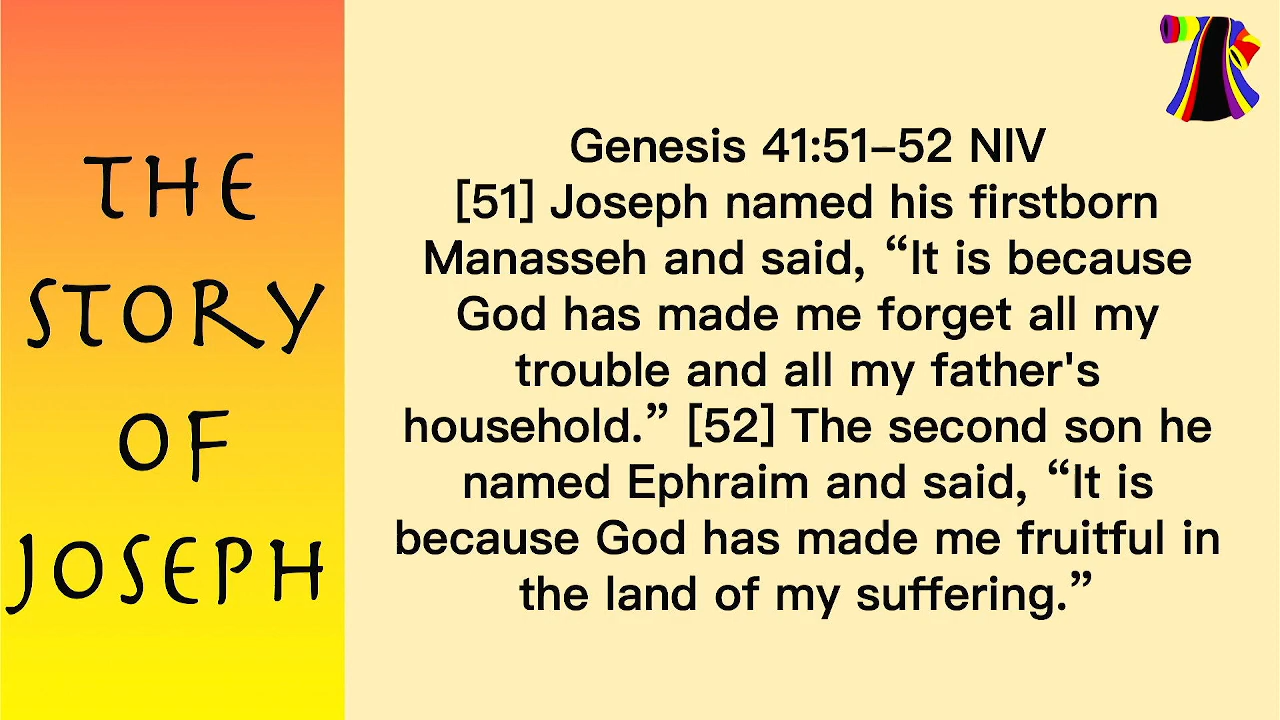 THE
STORY
OF
JOSEPH
Genesis 41:51–52 NIV
[51] Joseph named his firstborn
Manasseh and said, “It is because
God has made me forget all my
trouble and all my father's
household.” [52] The second son he
named Ephraim and said, “It is
because God has made me fruitful in
the land of my suffering.”